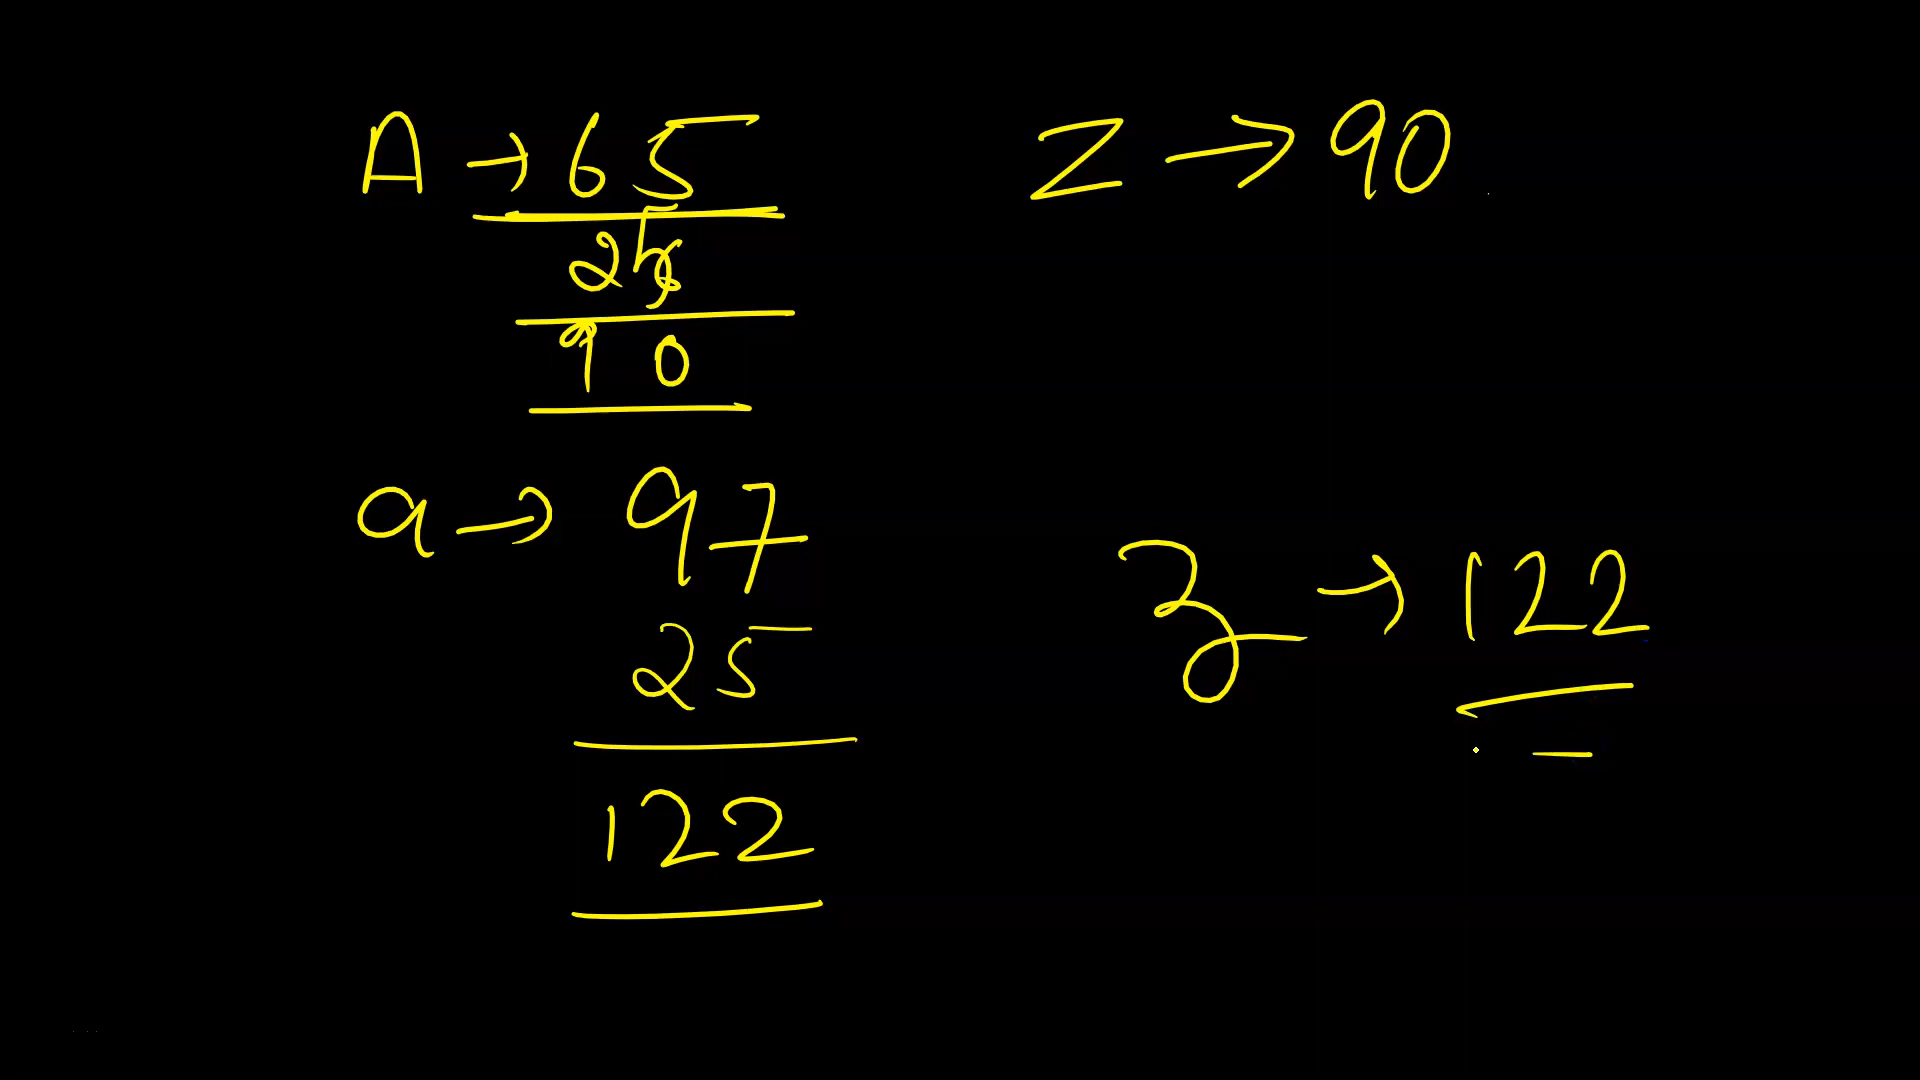 A → 65
25
90
Z → 90
a → 97
25
122
z → 122